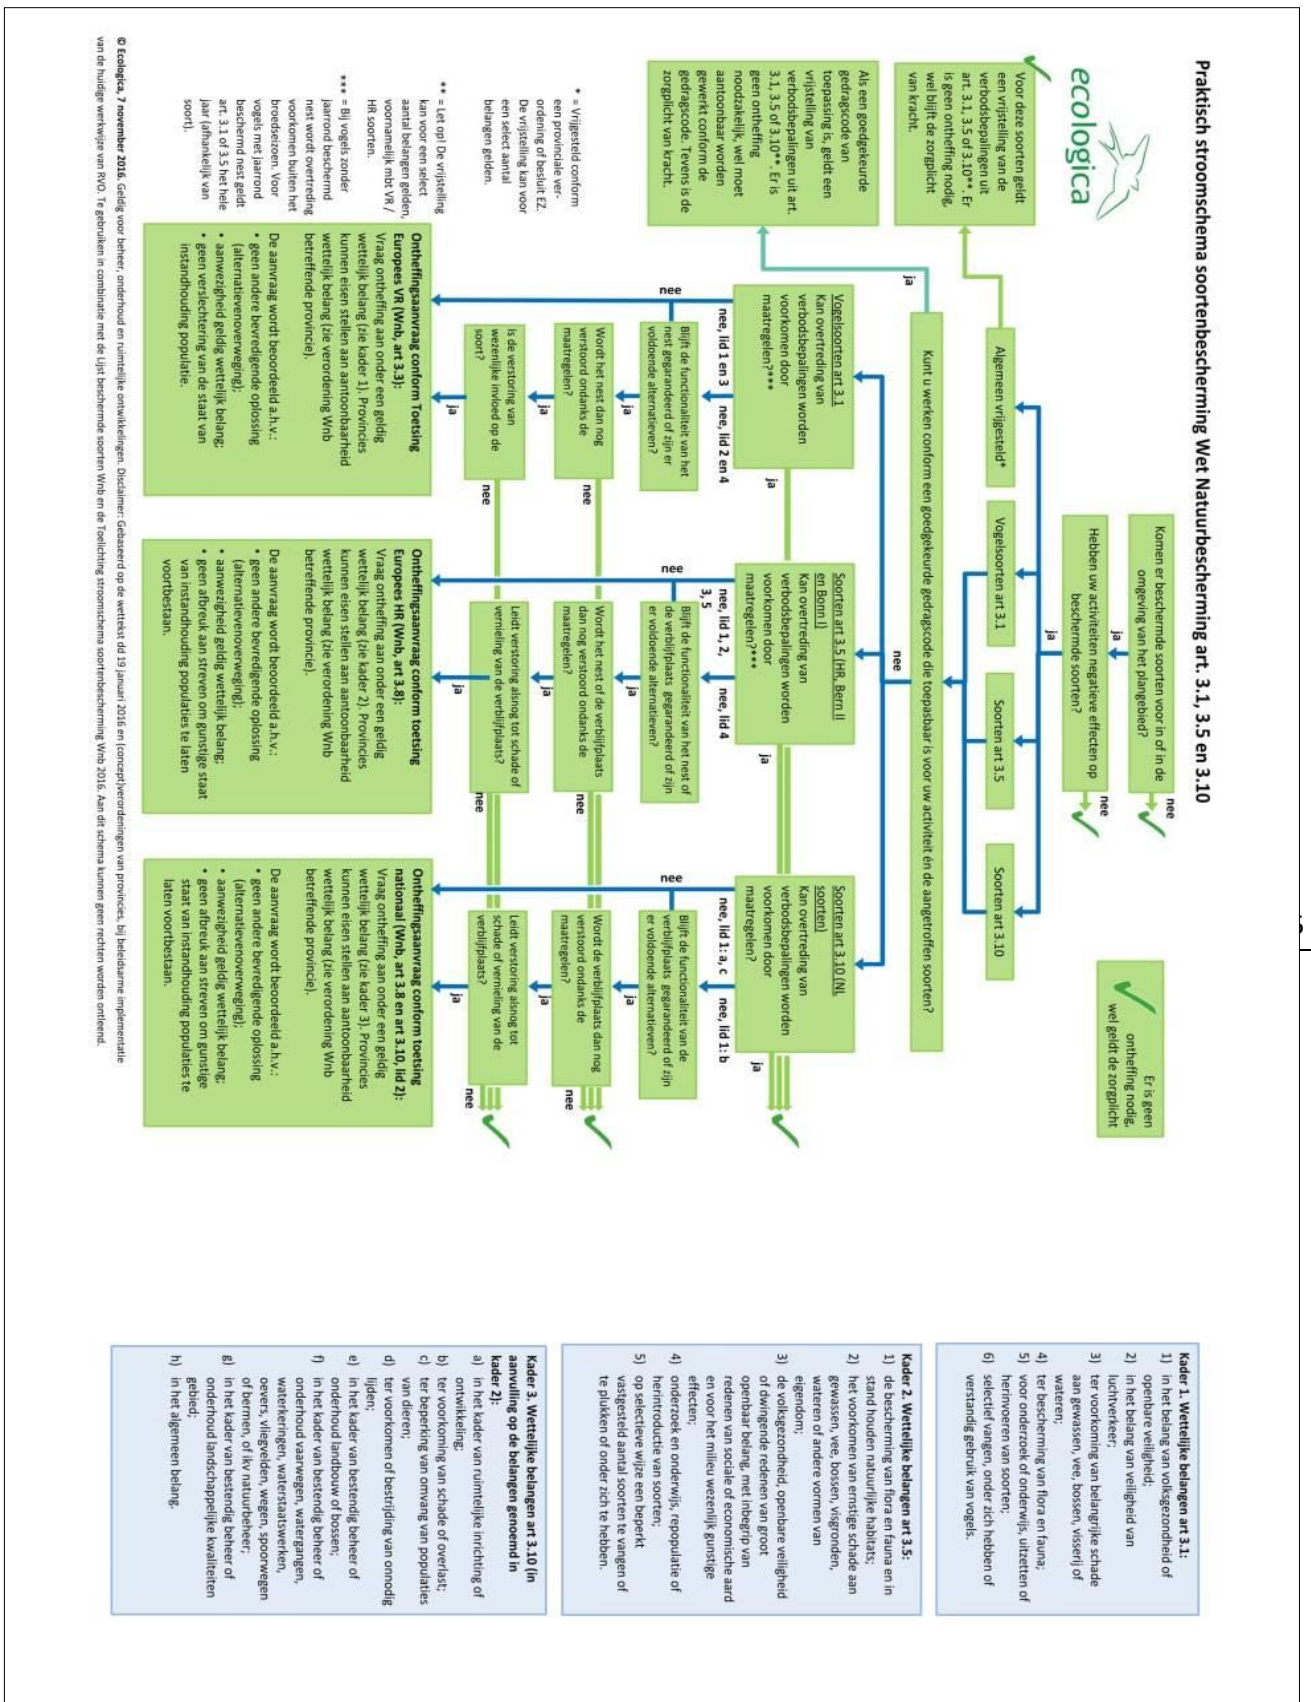 Praktisch stroomschema soortenbescherming Wet Natuurbescherming art. 3.1, 3.5 en 3.10
ecologica
Komen er beschermde soorten voor in of in de
omgeving van het plangebied?
nee
ja
Hebben uw activiteiten negatieve effecten op
beschermde soorten?
nee
ja
Er is geen
ontheffing nodig,
wel geldt de zorgplicht
Voor deze soorten geldt
een vrijstelling van de
verbodsbepalingen uit
art. 3.1, 3.5 of 3.10**. Er
is geen ontheffing nodig,
wel blijft de zorgplicht
van kracht.
Algemeen vrijgesteld*
Vogelsoorten art 3.1
Soorten art 3.5
Soorten art 3.10
Kunt u werken conform een goedgekeurde gedragscode die toepasbaar is voor uw activiteit én de aangetroffen soorten?
ja
nee
Als een goedgekeurde
gedragscode van
toepassing is, geldt een
vrijstelling van
verbodsbepalingen uit art.
3.1, 3.5 of 3.10**. Er is
geen ontheffing
noodzakelijk, wel moet
aantoonbaar worden
gewerkt conform de
gedragscode. Tevens is de
zorgplicht van kracht.
* = Vrijgesteld conform
een provinciale ver-
ordening of besluit EZ.
De vrijstelling kan voor
een select aantal
belangen gelden.
** = Let op! De vrijstelling
kan voor een select
aantal belangen gelden,
voornamelijk mbt VR /
HR soorten.
*** = Bij vogels zonder
jaarrond beschermd
nest wordt overtreding
voorkomen buiten het
broedseizoen. Voor
vogels met jaarrond
beschermd nest geldt
art. 3.1 of 3.5 het hele
jaar (afhankelijk van
soort).
Vogelsoorten art 3.1
Kan overtreding van
verbodsbepalingen worden
voorkomen door
maatregelen?***
ja
nee, lid 1 en 3
nee, lid 2 en 4
nee
Blijft de functionaliteit van het
nest gegarandeerd of zijn er
voldoende alternatieven?
ja
Wordt het nest dan nog
verstoord ondanks de
maatregelen?
nee
ja
Is de verstoring van
wezenlijke invloed op de
soort?
nee
ja
Ontheffingsaanvraag conform Toetsing
Europees VR (Wnb, art 3.3):
Vraag ontheffing aan onder een geldig
wettelijk belang (zie kader 1). Provincies
kunnen eisen stellen aan aantoonbaarheid
wettelijk belang (zie verordening Wnb
betreffende provincie).
De aanvraag wordt beoordeeld a.h.v.:
• geen andere bevredigende oplossing
(alternatievenoverweging);
• aanwezigheid geldig wettelijk belang;
• geen verslechtering van de staat van
instandhouding populatie.
Soorten art 3.5 (HR, Bern II
en Bonn I)
Kan overtreding van
verbodsbepalingen worden
voorkomen door
maatregelen?***
ja
nee, lid 1, 2,
3, 5
nee, lid 4
nee
Blijft de functionaliteit van het nest of
de verblijfplaats gegarandeerd of zijn
er voldoende alternatieven?
ja
Wordt het nest of de verblijfplaats
dan nog verstoord ondanks de
maatregelen?
nee
ja
Leidt verstoring alsnog tot schade of
vernieling van de verblijfplaats?
nee
ja
Ontheffingsaanvraag conform toetsing
Europees HR (Wnb, art 3.8):
Vraag ontheffing aan onder een geldig
wettelijk belang (zie kader 2). Provincies
kunnen eisen stellen aan aantoonbaarheid
wettelijk belang (zie verordening Wnb
betreffende provincie).
De aanvraag wordt beoordeeld a.h.v.:
• geen andere bevredigende oplossing
(alternatievenoverweging);
• aanwezigheid geldig wettelijk belang;
• geen afbreuk aan streven om gunstige staat
van instandhouding populaties te laten
voortbestaan.
Soorten art 3.10 (NL
soorten)
Kan overtreding van
verbodsbepalingen worden
voorkomen door
maatregelen?
ja
nee, lid 1: a, c
nee, lid 1: b
nee
Blijft de functionaliteit van de
verblijfplaats gegarandeerd of zijn
er voldoende alternatieven?
ja
Wordt de verblijfplaats dan nog
verstoord ondanks de
maatregelen?
nee
ja
Leidt verstoring alsnog tot
schade of vernieling van de
verblijfplaats?
nee
ja
Ontheffingsaanvraag conform toetsing
nationaal (Wnb, art 3.8 en art 3.10, lid 2):
Vraag ontheffing aan onder een geldig
wettelijk belang (zie kader 3). Provincies
kunnen eisen stellen aan aantoonbaarheid
wettelijk belang (zie verordening Wnb
betreffende provincie).
De aanvraag wordt beoordeeld a.h.v.:
• geen andere bevredigende oplossing
(alternatievenoverweging);
• aanwezigheid geldig wettelijk belang;
• geen afbreuk aan streven om gunstige
staat van instandhouding populaties te
laten voortbestaan.
© Ecologica, 7 november 2016. Geldig voor beheer, onderhoud en ruimtelijke ontwikkelingen. Disclaimer: Gebaseerd op de wettekst dd 19 januari 2016 en (concept)verordeningen van provincies, bij beleidsarme implementatie
van de huidige werkwijze van RVO. Te gebruiken in combinatie met de Lijst beschermde soorten Wnb en de Toelichting stroomschema soortenbescherming Wnb 2016. Aan dit schema kunnen geen rechten worden ontleend.
Kader 1. Wettelijke belangen art 3.1:
1) in het belang van volksgezondheid of
openbare veiligheid;
2) in het belang van veiligheid van
luchtverkeer;
3) ter voorkoming van belangrijke schade
aan gewassen, vee, bossen, visserij of
wateren;
4) ter bescherming van flora en fauna;
5) voor onderzoek of onderwijs, uitzetten of
herinvoeren van soorten;
6) selectief vangen, onder zich hebben of
verstandig gebruik van vogels.
Kader 2. Wettelijke belangen art 3.5:
1) de bescherming van flora en fauna en in
stand houden natuurlijke habitats;
2) het voorkomen van ernstige schade aan
gewassen, vee, bossen, visgronden,
wateren of andere vormen van
eigendom;
3) de volksgezondheid, openbare veiligheid
of dwingende redenen van groot
openbaar belang, met inbegrip van
redenen van sociale of economische aard
en voor het milieu wezenlijk gunstige
effecten;
4) onderzoek en onderwijs, repopulatie of
herintroductie van soorten;
5) op selectieve wijze een beperkt
vastgesteld aantal soorten te vangen of
te plukken of onder zich te hebben.
Kader 3. Wettelijke belangen art 3.10 (in
aanvulling op de belangen genoemd in
kader 2):
a) in het kader van ruimtelijke inrichting of
ontwikkeling;
b) ter voorkoming van schade of overlast;
c) ter beperking van omvang van populaties
van dieren;
d) ter voorkomen of bestrijding van onnodig
lijden;
e) in het kader van bestendig beheer of
onderhoud landbouw of bossen;
f) in het kader van bestendig beheer of
onderhoud vaarwegen, watergangen,
waterkeringen, waterstaatswerken,
oevers, vliegvelden, wegen, spoorwegen
of bermen, of ikv natuurbeheer;
g) in het kader van bestendig beheer of
onderhoud landschappelijke kwaliteiten
gebied;
h) in het algemeen belang.